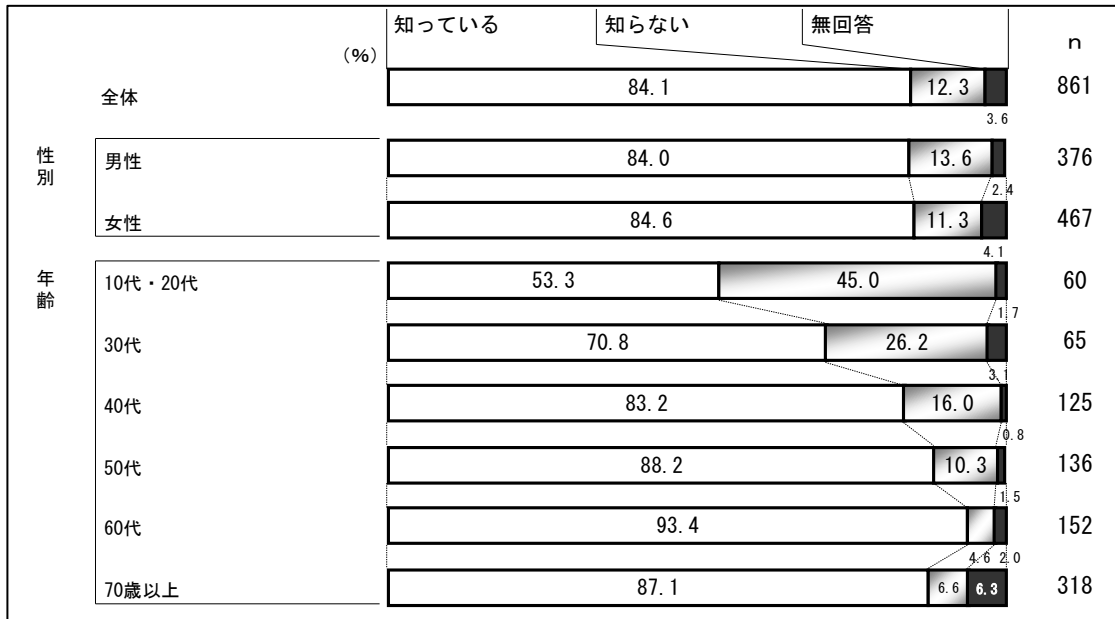 知っている 知らない 無回答
(%) n
全体 84.1 12.3 3.6 861
性別
男性 84.0 13.6 2.4 376
女性 84.6 11.3 4.1 467
年齢
10代・20代 53.3 45.0 1.7 60
30代 70.8 26.2 3.1 65
40代 83.2 16.0 0.8 125
50代 88.2 10.3 1.5 136
60代 93.4 4.6 2.0 152
70歳以上 87.1 6.6 6.3 318